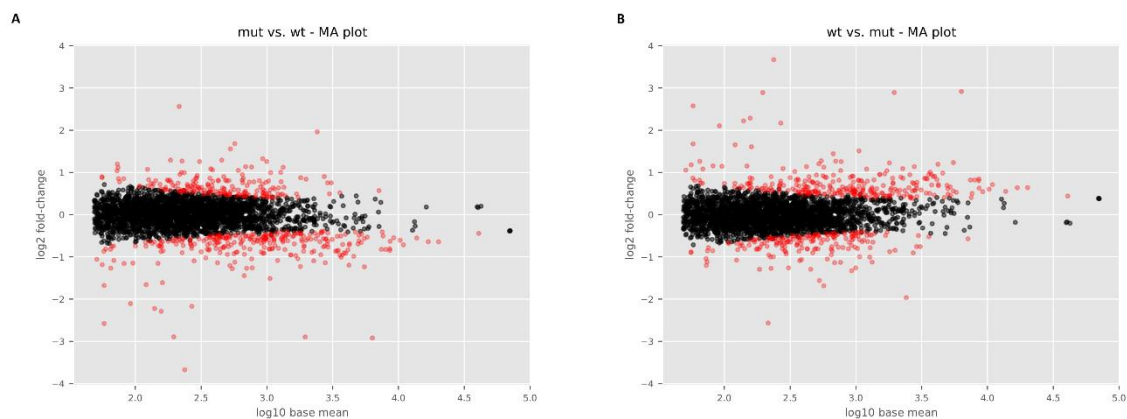 A
mut vs. wt - MA plot
4
3
2
1
0
−1
−2
−3
−4
log2 fold-change
2.0 2.5 3.0 3.5 4.0 4.5 5.0
log10 base mean
B
wt vs. mut - MA plot
4
3
2
1
0
−1
−2
−3
−4
log2 fold-change
2.0 2.5 3.0 3.5 4.0 4.5 5.0
log10 base mean